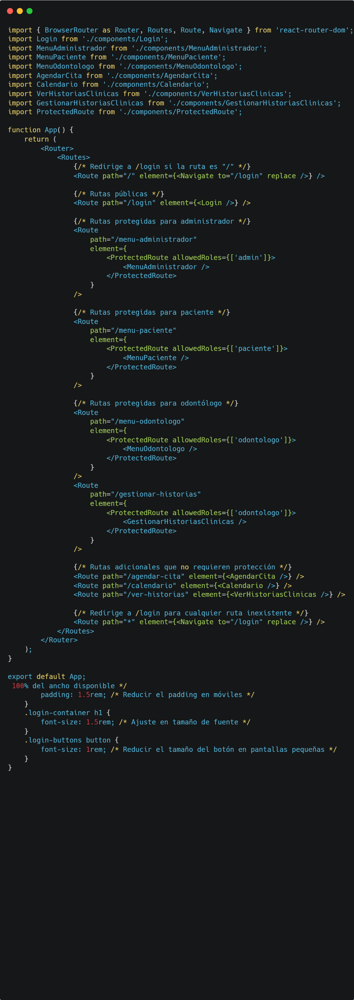 import { BrowserRouter as Router, Routes, Route, Navigate } from 'react-router-dom';
import Login from './components/Login';
import MenuAdministrador from './components/MenuAdministrador';
import MenuPaciente from './components/MenuPaciente';
import MenuOdontologo from './components/MenuOdontologo';
import AgendarCita from './components/AgendarCita';
import Calendario from './components/Calendario';
import VerHistoriasClinicas from './components/VerHistoriasClinicas';
import GestionarHistoriasClinicas from './components/GestionarHistoriasClinicas';
import ProtectedRoute from './components/ProtectedRoute';

function App() {
    return (
        <Router>
            <Routes>
                {/* Redirige a /login si la ruta es "/" */}
                <Route path="/" element={<Navigate to="/login" replace />} />

                {/* Rutas públicas */}
                <Route path="/login" element={<Login />} />

                {/* Rutas protegidas para administrador */}
                <Route
                    path="/menu-administrador"
                    element={
                        <ProtectedRoute allowedRoles={['admin']}>
                            <MenuAdministrador />
                        </ProtectedRoute>
                    }
                />

                {/* Rutas protegidas para paciente */}
                <Route
                    path="/menu-paciente"
                    element={
                        <ProtectedRoute allowedRoles={['paciente']}>
                            <MenuPaciente />
                        </ProtectedRoute>
                    }
                />

                {/* Rutas protegidas para odontólogo */}
                <Route
                    path="/menu-odontologo"
                    element={
                        <ProtectedRoute allowedRoles={['odontologo']}>
                            <MenuOdontologo />
                        </ProtectedRoute>
                    }
                />
                <Route
                    path="/gestionar-historias"
                    element={
                        <ProtectedRoute allowedRoles={['odontologo']}>
                            <GestionarHistoriasClinicas />
                        </ProtectedRoute>
                    }
                />

                {/* Rutas adicionales que no requieren protección */}
                <Route path="/agendar-cita" element={<AgendarCita />} />
                <Route path="/calendario" element={<Calendario />} />
                <Route path="/ver-historias" element={<VerHistoriasClinicas />} />

                {/* Redirige a /login para cualquier ruta inexistente */}
                <Route path="*" element={<Navigate to="/login" replace />} />
            </Routes>
        </Router>
    );
}

export default App;
 100% del ancho disponible */
        padding: 1.5rem; /* Reducir el padding en móviles */
    }
    .login-container h1 {
        font-size: 1.5rem; /* Ajuste en tamaño de fuente */
    }
    .login-buttons button {
        font-size: 1rem; /* Reducir el tamaño del botón en pantallas pequeñas */
    }
}